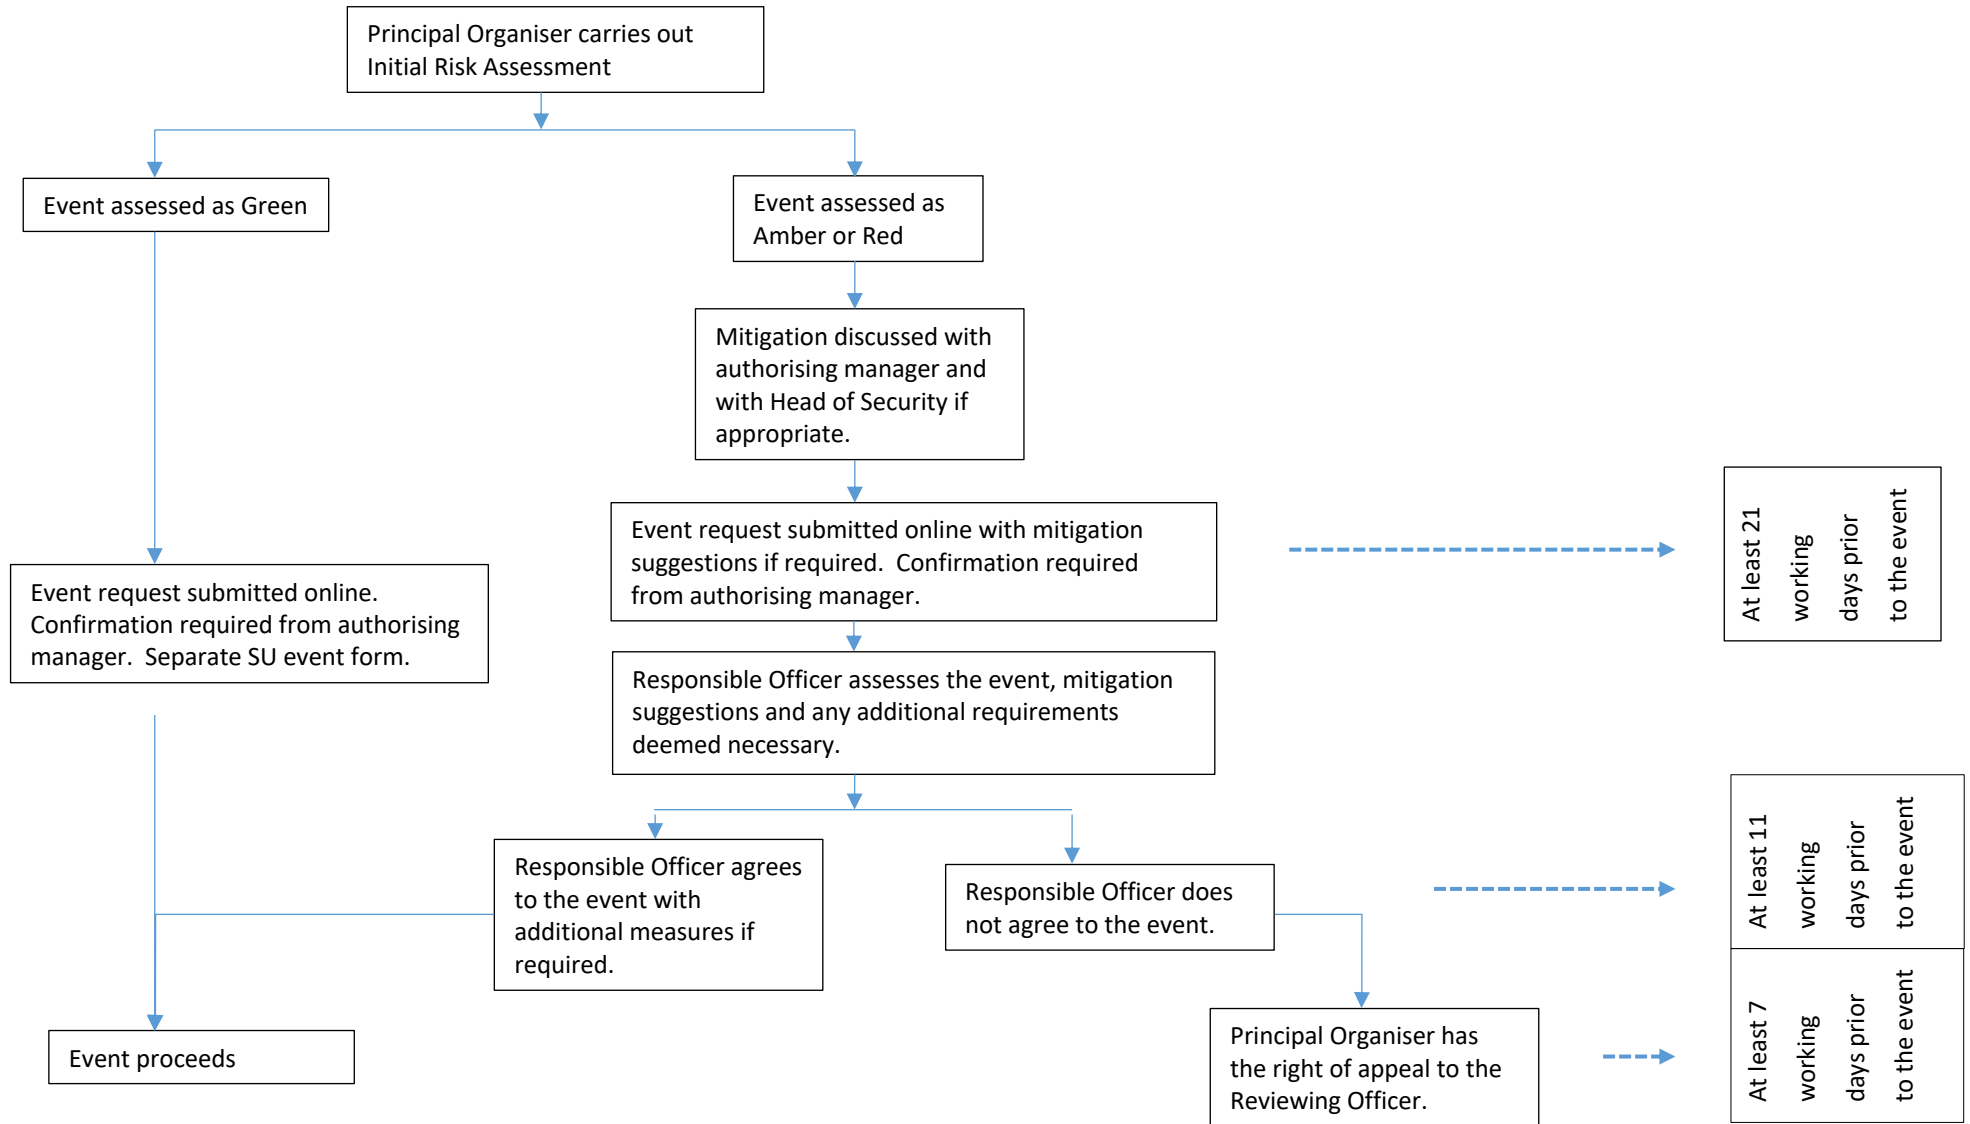 Principal Organiser carries out
Initial Risk Assessment
Event assessed as Green
Event assessed as
Amber or Red
Mitigation discussed with
authorising manager and
with Head of Security if
appropriate.
Event request submitted online with mitigation
suggestions if required.  Confirmation required
from authorising manager.
At least 21
working
days prior
to the event
Event request submitted online.
Confirmation required from authorising
manager.  Separate SU event form.
Responsible Officer assesses the event, mitigation
suggestions and any additional requirements
deemed necessary.
Responsible Officer agrees
to the event with
additional measures if
required.
Responsible Officer does
not agree to the event.
At least 11
working
days prior
to the event
Event proceeds
Principal Organiser has
the right of appeal to the
Reviewing Officer.
At least 7
working
days prior
to the event